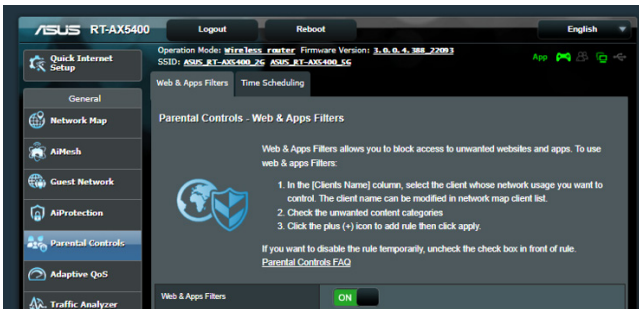 ASUS RT-AX5400 Logout Reboot English
Quick Internet Setup
Operation Mode: Wireless router Firmware Version: 3.0.0.4.388_22093
SSID: ASUS_RT-AX5400_2G ASUS_RT-AX5400_5G
App
Web & Apps Filters Time Scheduling
General
Network Map
AiMesh
Guest Network
AiProtection
Parental Controls
Adaptive QoS
Traffic Analyzer
Parental Controls - Web & Apps Filters
Web & Apps Filters allows you to block access to unwanted websites and apps. To use
web & apps Filters:
1. In the [Clients Name] column, select the client whose network usage you want to
control. The client name can be modified in network map client list.
2. Check the unwanted content categories
3. Click the plus (+) icon to add rule then click apply.
If you want to disable the rule temporarily, uncheck the check box in front of rule.
Parental Controls FAQ
Web & Apps Filters ON